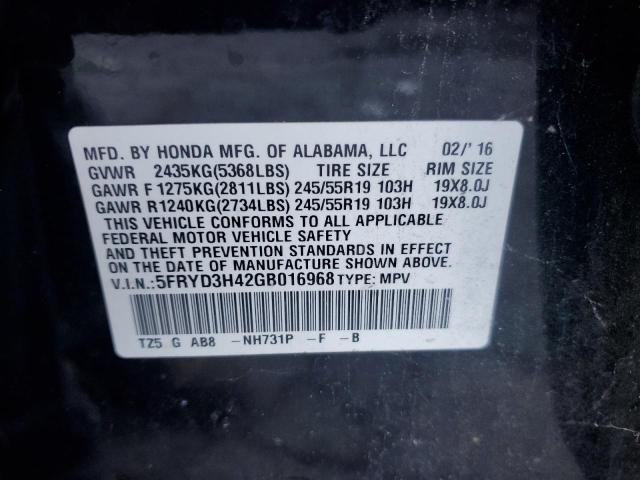 MFD. BY HONDA MFG. OF ALABAMA, LLC 02/'16
GVWR 2435KG(5368LBS) TIRE SIZE RIM SIZE
GAWR F 1275KG(2811LBS) 245/55R19 103H 19X8.0J
GAWR R1240KG(2734LBS) 245/55R19 103H 19X8.0J
THIS VEHICLE CONFORMS TO ALL APPLICABLE
FEDERAL MOTOR VEHICLE SAFETY
AND THEFT PREVENTION STANDARDS IN EFFECT
ON THE DATE OF MANUFACTURE SHOWN ABOVE.
V.I.N.:5FRYD3H42GB016968 TYPE: MPV
TZ5 G AB8 -NH731P -F -B